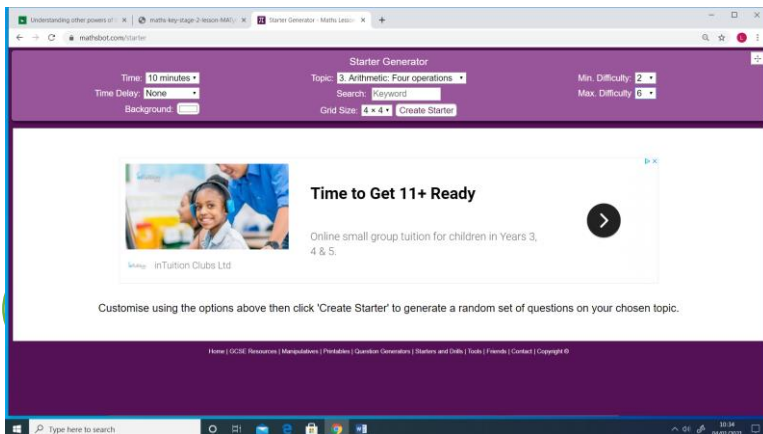 Understanding other powers of
maths-key-stage-2-lesson-MATy
Starter Generator - Maths Lesson
mathsbot.com/starter
Starter Generator
Time: 10 minutes
Topic: 3. Arithmetic: Four operations
Min. Difficulty: 2
Time Delay: None
Search: Keyword
Max. Difficulty 6
Background:
Grid Size: 4 × 4
Create Starter
Time to Get 11+ Ready
Online small group tuition for children in Years 3,
4 & 5.
inTuition Clubs Ltd
Customise using the options above then click 'Create Starter' to generate a random set of questions on your chosen topic.
Home | GCSE Resources | Manipulatives | Printables | Question Generators | Starters and Drills | Tools | Friends | Contact | Copyright ©
Type here to search
10:34